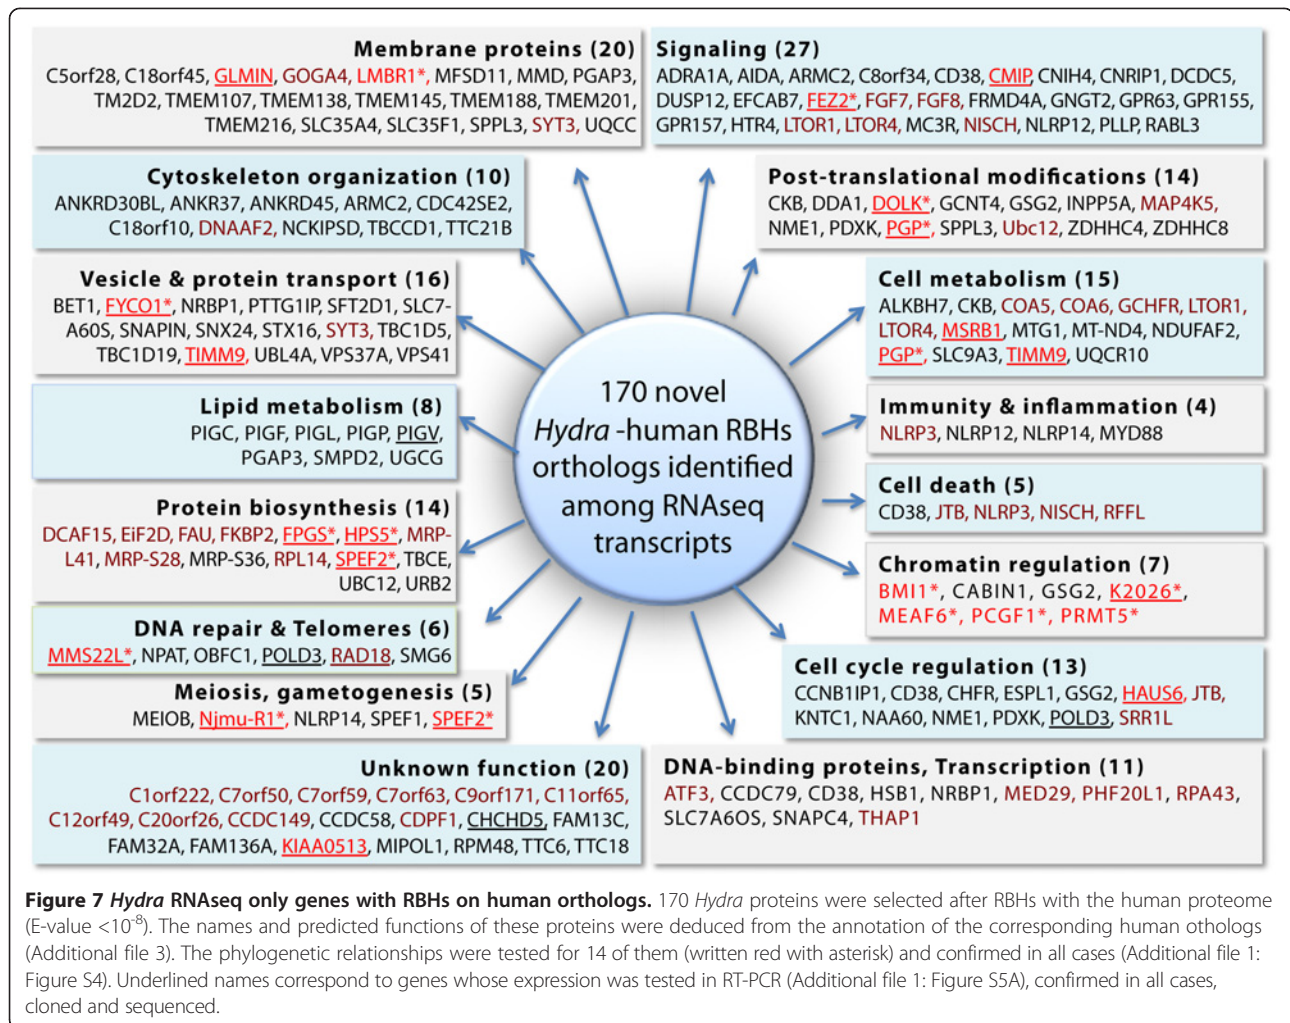 Membrane proteins (20)
C5orf28, C18orf45, GLMIN, GOGA4, LMBR1*, MFSD11, MMD, PGAP3,
TM2D2, TMEM107, TMEM138, TMEM145, TMEM188, TMEM201,
TMEM216, SLC35A4, SLC35F1, SPPL3, SYT3, UQCC
Signaling (27)
ADRA1A, AIDA, ARMC2, C8orf34, CD38, CMIP, CNIH4, CNRIP1, DCDC5,
DUSP12, EFCAB7, FEZ2*, FGF7, FGF8, FRMD4A, GNGT2, GPR63, GPR155,
GPR157, HTR4, LTOR1, LTOR4, MC3R, NISCH, NLRP12, PLLP, RABL3
Cytoskeleton organization (10)
ANKRD30BL, ANKR37, ANKRD45, ARMC2, CDC42SE2,
C18orf10, DNAAF2, NCKIPSD, TBCCD1, TTC21B
Post-translational modifications (14)
CKB, DDA1, DOLK*, GCNT4, GSG2, INPP5A, MAP4K5,
NME1, PDXK, PGP*, SPPL3, Ubc12, ZDHHC4, ZDHHC8
Vesicle & protein transport (16)
BET1, FYCO1*, NRBP1, PTTG1IP, SFT2D1, SLC7-
A60S, SNAPIN, SNX24, STX16, SYT3, TBC1D5,
TBC1D19, TIMM9, UBL4A, VPS37A, VPS41
Cell metabolism (15)
ALKBH7, CKB, COA5, COA6, GCHFR, LTOR1,
LTOR4, MSRB1, MTG1, MT-ND4, NDUFAF2,
PGP*, SLC9A3, TIMM9, UQCR10
Lipid metabolism (8)
PIGC, PIGF, PIGL, PIGP, PIGV,
PGAP3, SMPD2, UGCG
170 novel
Hydra -human RBHs
orthologs identified
among RNAseq
transcripts
Immunity & inflammation (4)
NLRP3, NLRP12, NLRP14, MYD88
Cell death (5)
CD38, JTB, NLRP3, NISCH, RFFL
Protein biosynthesis (14)
DCAF15, EiF2D, FAU, FKBP2, FPGS*, HPS5*, MRP-
L41, MRP-S28, MRP-S36, RPL14, SPEF2*, TBCE,
UBC12, URB2
Chromatin regulation (7)
BMI1*, CABIN1, GSG2, K2026*,
MEAF6*, PCGF1*, PRMT5*
DNA repair & Telomeres (6)
MMS22L*, NPAT, OBFC1, POLD3, RAD18, SMG6
Cell cycle regulation (13)
CCNB1IP1, CD38, CHFR, ESPL1, GSG2, HAUS6, JTB,
KNTC1, NAA60, NME1, PDXK, POLD3, SRR1L
Meiosis, gametogenesis (5)
MEIOB, Njmu-R1*, NLRP14, SPEF1, SPEF2*
Unknown function (20)
C1orf222, C7orf50, C7orf59, C7orf63, C9orf171, C11orf65,
C12orf49, C20orf26, CCDC149, CCDC58, CDPF1, CHCHD5, FAM13C,
FAM32A, FAM136A, KIAA0513, MIPOL1, RPM48, TTC6, TTC18
DNA-binding proteins, Transcription (11)
ATF3, CCDC79, CD38, HSB1, NRBP1, MED29, PHF20L1, RPA43,
SLC7A6OS, SNAPC4, THAP1
Figure 7 Hydra RNAseq only genes with RBHs on human orthologs. 170 Hydra proteins were selected after RBHs with the human proteome
(E-value <10-8). The names and predicted functions of these proteins were deduced from the annotation of the corresponding human othologs
(Additional file 3). The phylogenetic relationships were tested for 14 of them (written red with asterisk) and confirmed in all cases (Additional file 1:
Figure S4). Underlined names correspond to genes whose expression was tested in RT-PCR (Additional file 1: Figure S5A), confirmed in all cases,
cloned and sequenced.